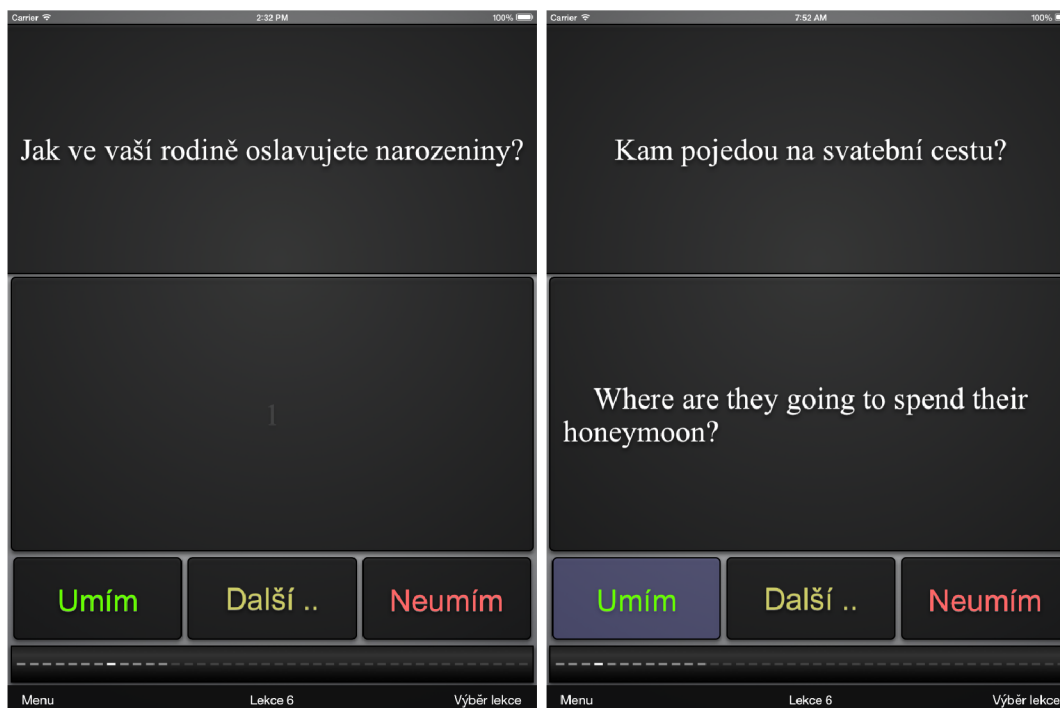 Carrier 2:32 PM 100%
Jak ve vaší rodině oslavujete narozeniny?
1
Umím Další .. Neumím
Menu Lekce 6 Výběr lekce
Carrier 7:52 AM 100%
Kam pojedou na svatební cestu?
Where are they going to spend their
honeymoon?
Umím Další .. Neumím
Menu Lekce 6 Výběr lekce